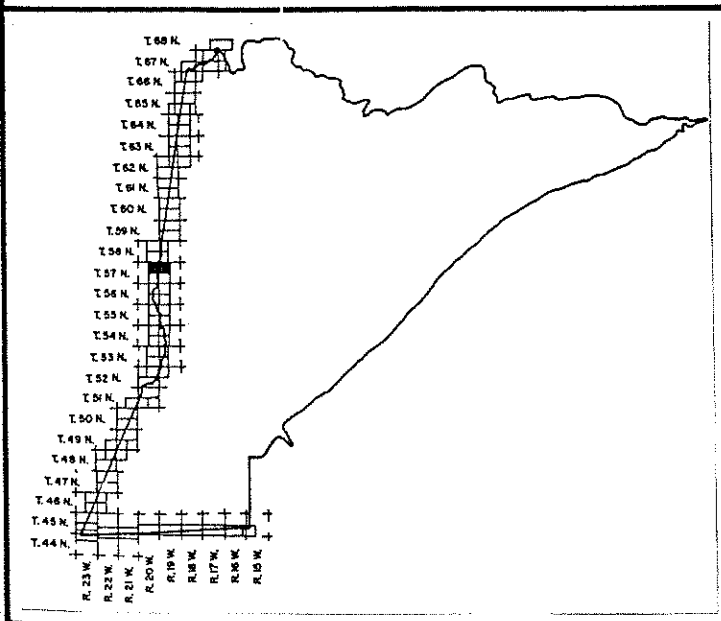 T. 68 N.
T. 67 N.
T. 66 N.
T. 65 N.
T. 64 N.
T. 63 N.
T. 62 N.
T. 61 N.
T. 60 N.
T. 59 N.
T. 58 N.
T. 57 N.
T. 56 N.
T. 55 N.
T. 54 N.
T. 53 N.
T. 52 N.
T. 51 N.
T. 50 N.
T. 49 N.
T. 48 N.
T. 47 N.
T. 46 N.
T. 45 N.
T. 44 N.
R. 23 W.
R. 22 W.
R. 21 W.
R. 20 W.
R. 19 W.
R. 18 W.
R. 17 W.
R. 16 W.
R. 15 W.